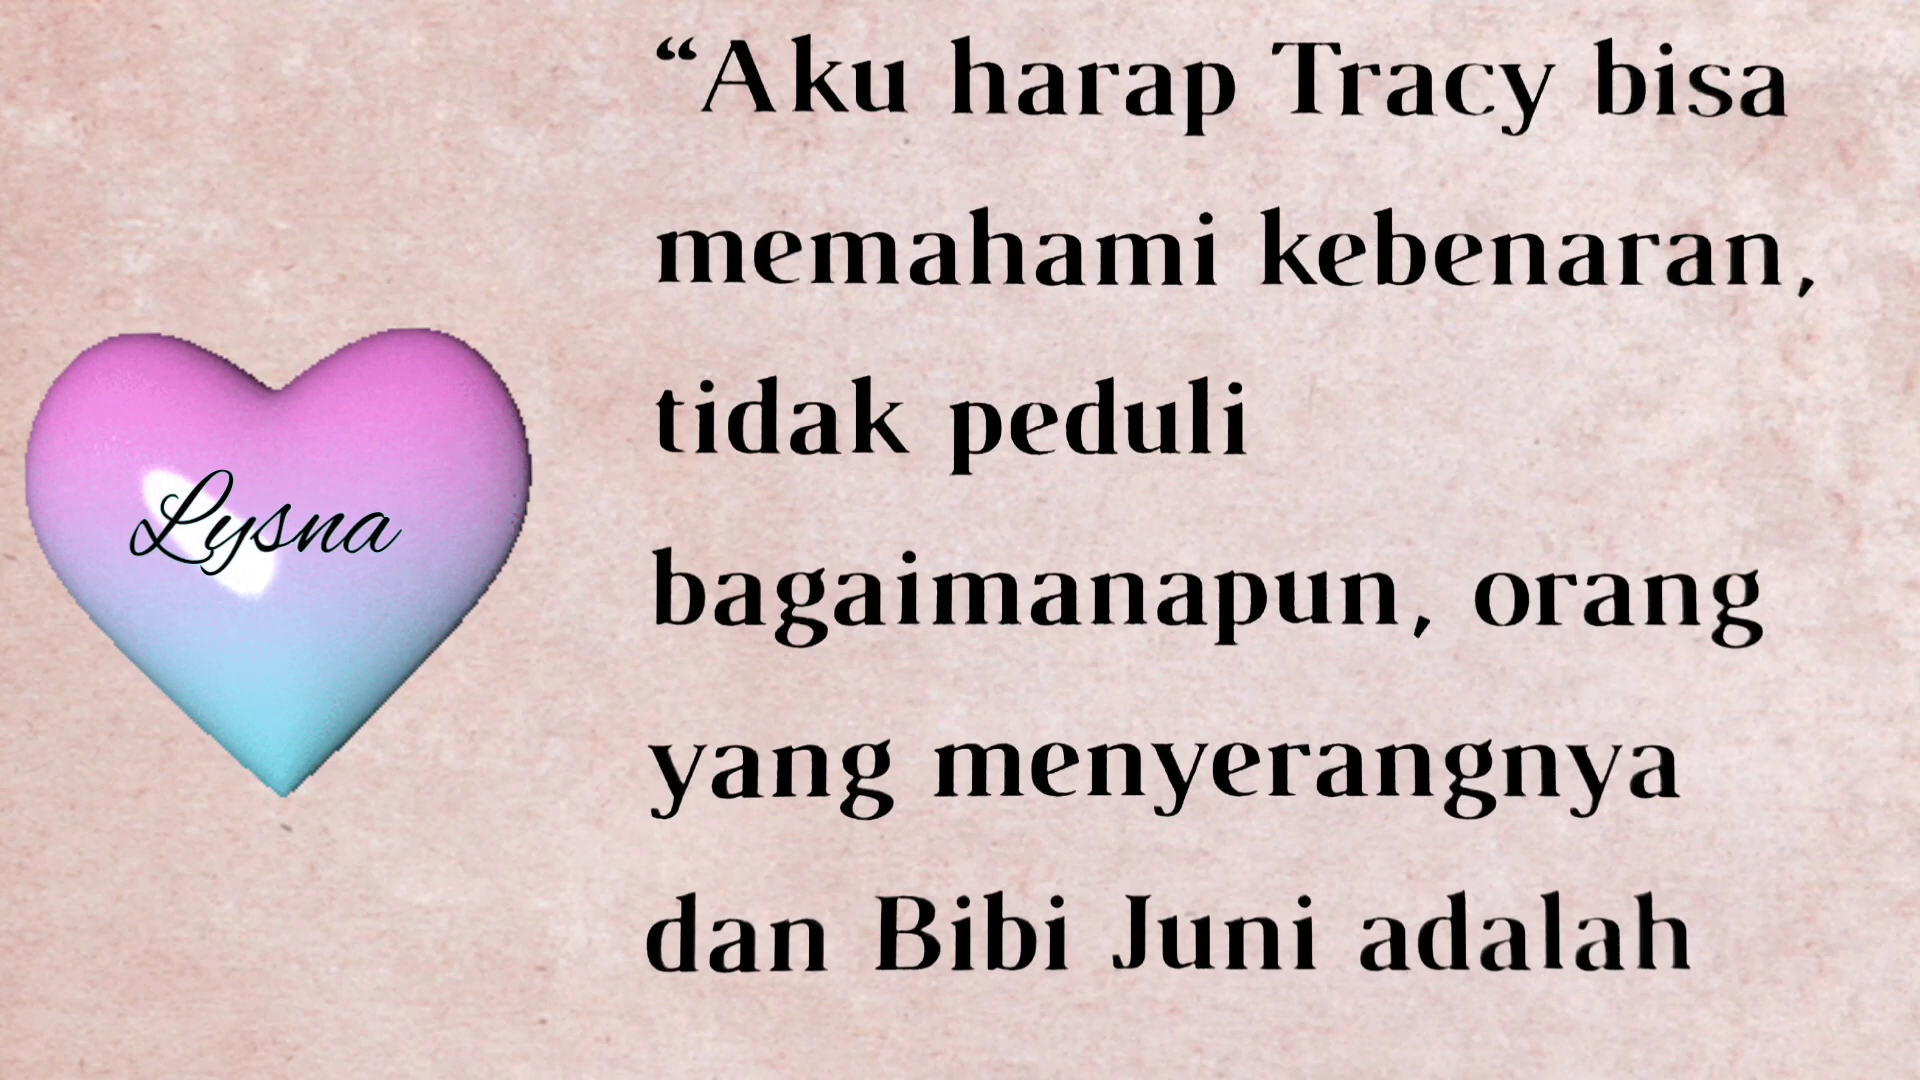 Lysna
“Aku harap Tracy bisa
memahami kebenaran,
tidak peduli
bagaimanapun, orang
yang menyerangnya
dan Bibi Juni adalah